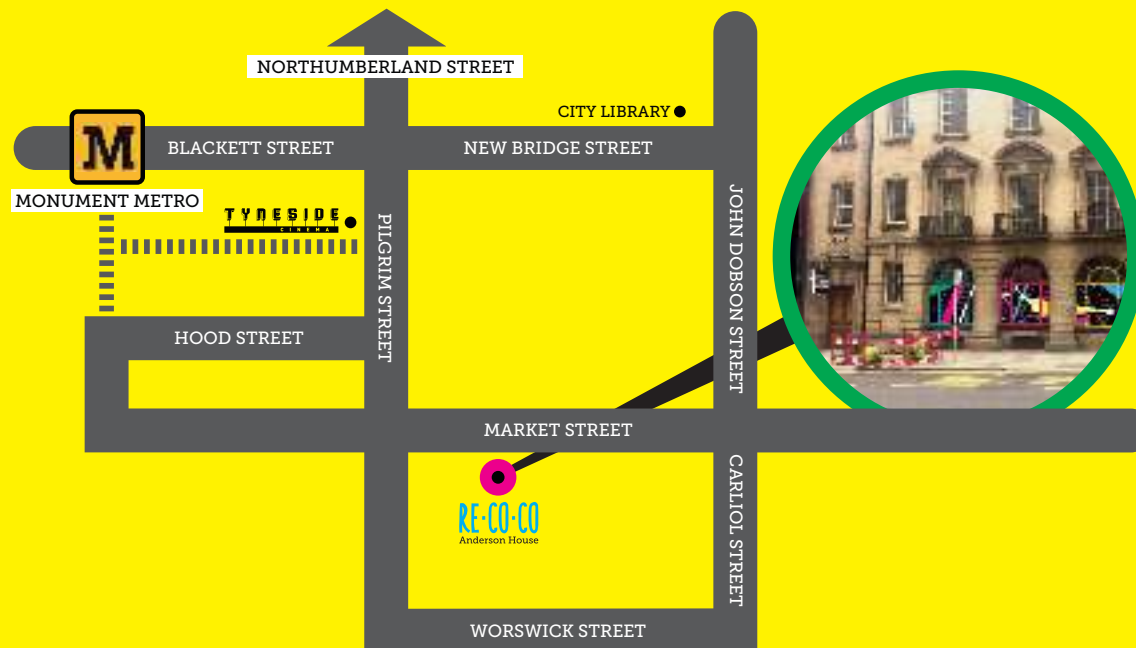 NORTHUMBERLAND STREET
CITY LIBRARY
M
BLACKETT STREET
NEW BRIDGE STREET
MONUMENT METRO
TYNESIDE
CINEMA
PILGRIM STREET
JOHN DOBSON STREET
HOOD STREET
MARKET STREET
CARLIOL STREET
RE·CO·CO
Anderson House
WORSWICK STREET